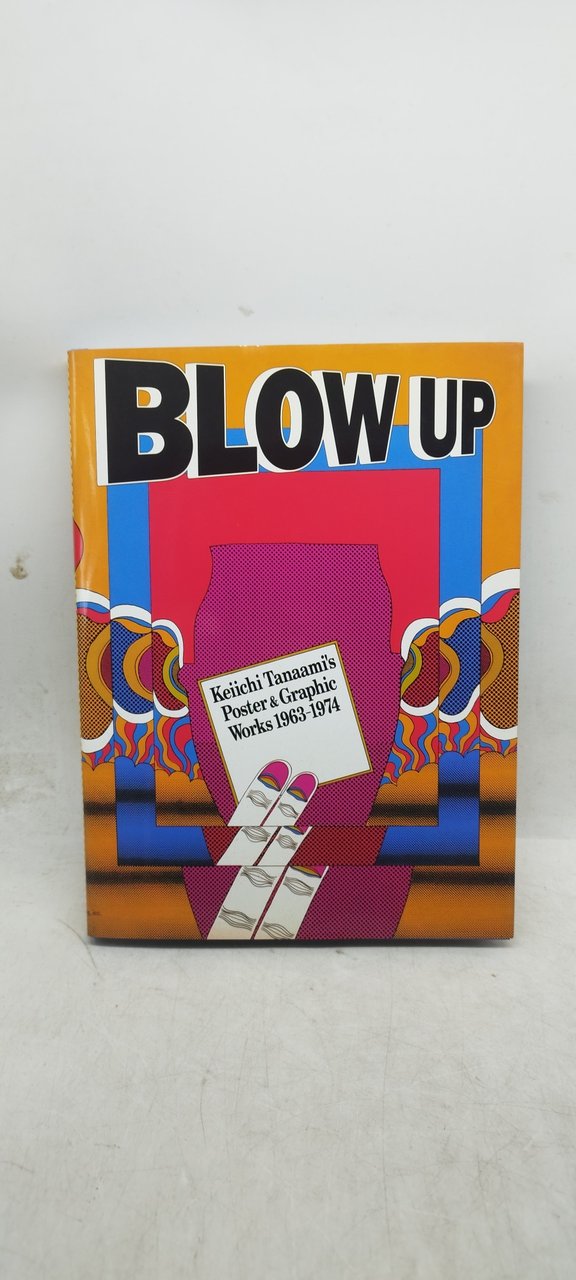 BLOW UP
Keiichi Tanaami's
Poster & Graphic
Works 1963-1974